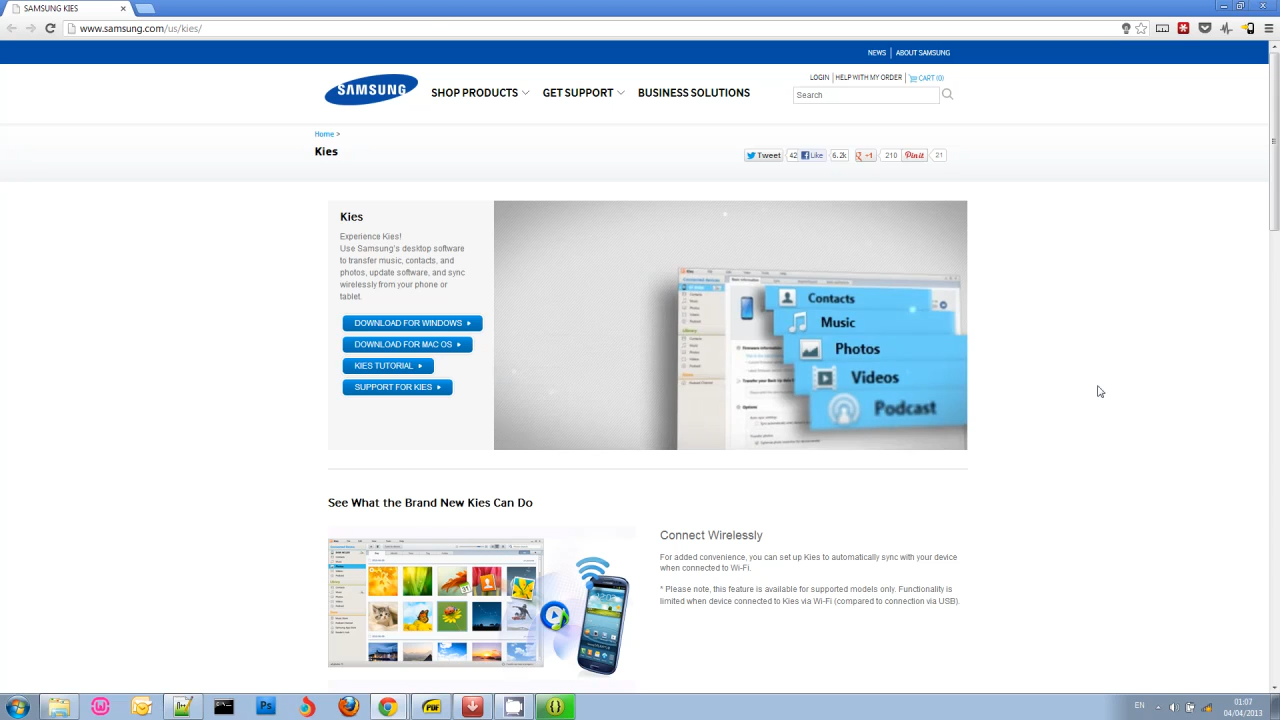 SAMSUNG KIES
www.samsung.com/us/kies/
NEWS ABOUT SAMSUNG
LOGIN HELP WITH MY ORDER CART (0)
SAMSUNG SHOP PRODUCTS GET SUPPORT BUSINESS SOLUTIONS
Search
Home >
Kies
Tweet 42 Like 6.2k +1 210 Pinit 21
Kies
Experience Kies!
Use Samsung's desktop software
to transfer music, contacts, and
photos, update software, and sync
wirelessly from your phone or
tablet.
DOWNLOAD FOR WINDOWS
DOWNLOAD FOR MAC OS
KIES TUTORIAL
SUPPORT FOR KIES
Contacts
Music
Photos
Videos
Podcast
See What the Brand New Kies Can Do
Connect Wirelessly
For added convenience, you can set up Kies to automatically sync with your device
when connected to Wi-Fi.
* Please note, this feature is available for supported models only. Functionality is
limited when device connected to Kies via Wi-Fi (compared to connection via USB).
Ps
PDF
EN
01:07
04/04/2013